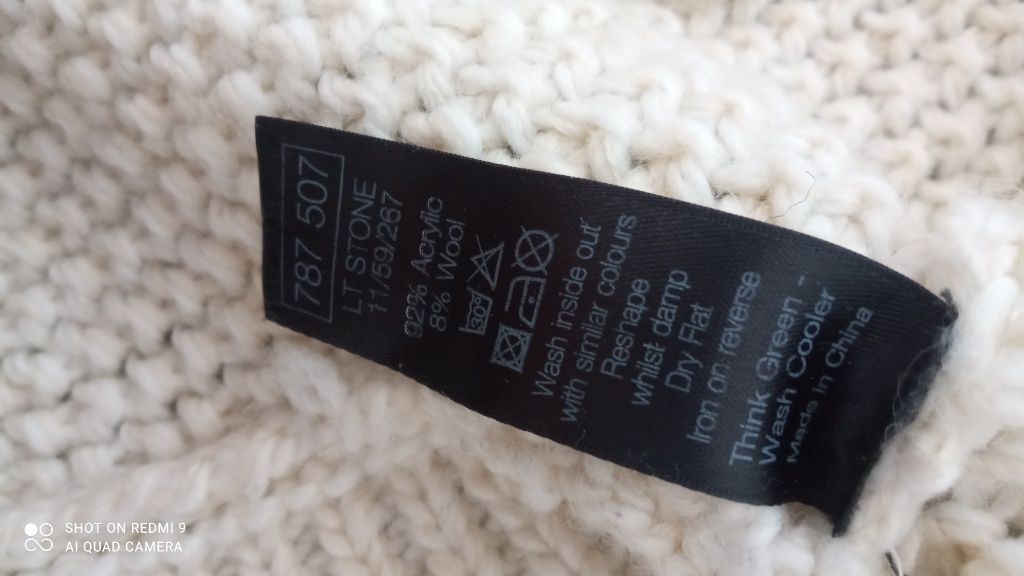 787 507
LT STONE
11/59/267
92% Acrylic
8% Wool
30°
Wash inside out
with similar colours
Reshape
whilst damp
Dry Flat
Iron on reverse
Think Green -
Wash Cooler
Made in China
SHOT ON REDMI 9
AI QUAD CAMERA